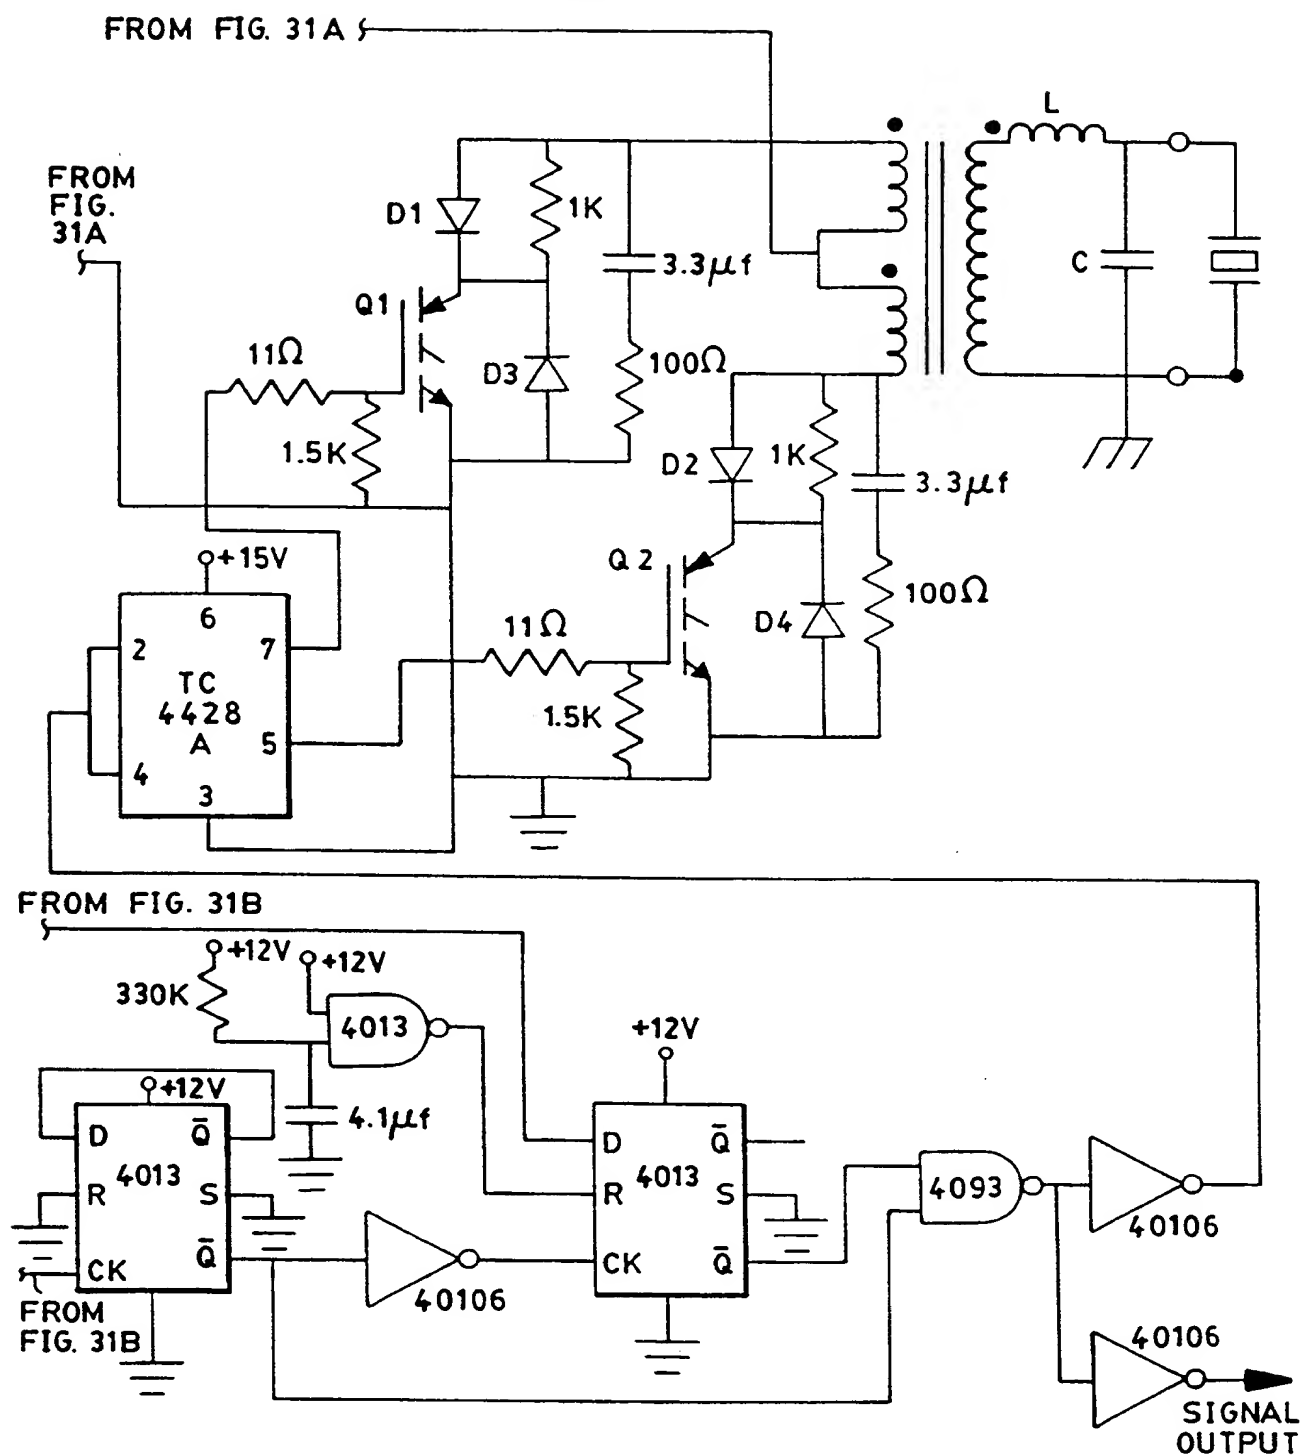 FROM FIG. 31A
L
FROM
FIG.
31A
D1
1K
3.3μf
C
Q1
11Ω
D3
100Ω
1.5K
D2
1K
3.3μf
+15V
Q2
100Ω
6
11Ω
D4
2
7
TC
4428
A
1.5K
5
4
3
FROM FIG. 31B
+12V
+12V
330K
4013
+12V
+12V
4.1μf
D
Q̄
D
Q̄
4013
4013
R
S
R
S
4093
40106
Q̄
CK
Q̄
CK
40106
FROM
FIG. 31B
40106
SIGNAL
OUTPUT